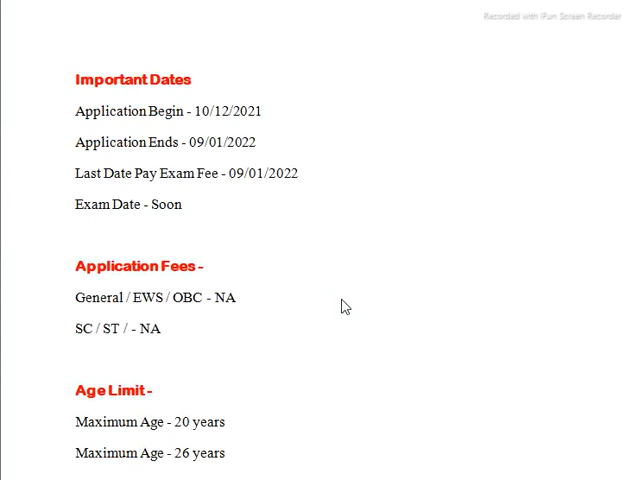 Recorded with iFun Screen Recorder
Important Dates
Application Begin - 10/12/2021
Application Ends - 09/01/2022
Last Date Pay Exam Fee - 09/01/2022
Exam Date - Soon
Application Fees -
General / EWS / OBC - NA
SC / ST / - NA
Age Limit -
Maximum Age - 20 years
Maximum Age - 26 years